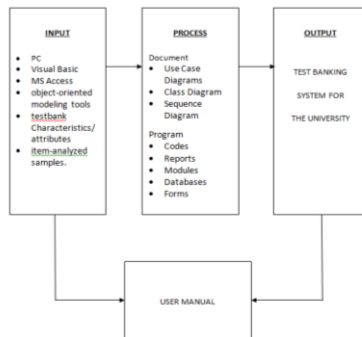 INPUT
PC
Visual Basic
MS Access
object-oriented
modeling tools
testbank
Characteristics/
attributes
item-analyzed
samples.
PROCESS
Document
Use Case
Diagrams
Class Diagram
Sequence
Diagram
Program
Codes
Reports
Modules
Databases
Forms
OUTPUT
TEST BANKING
SYSTEM FOR
THE UNIVERSITY
USER MANUAL